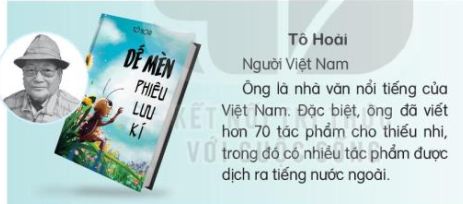 TÔ HOÀI
DẾ MÈN
PHIÊU
LƯU
KÍ
Tô Hoài
Người Việt Nam
Ông là nhà văn nổi tiếng của
Việt Nam. Đặc biệt, ông đã viết
hơn 70 tác phẩm cho thiếu nhi,
trong đó có nhiều tác phẩm được
dịch ra tiếng nước ngoài.